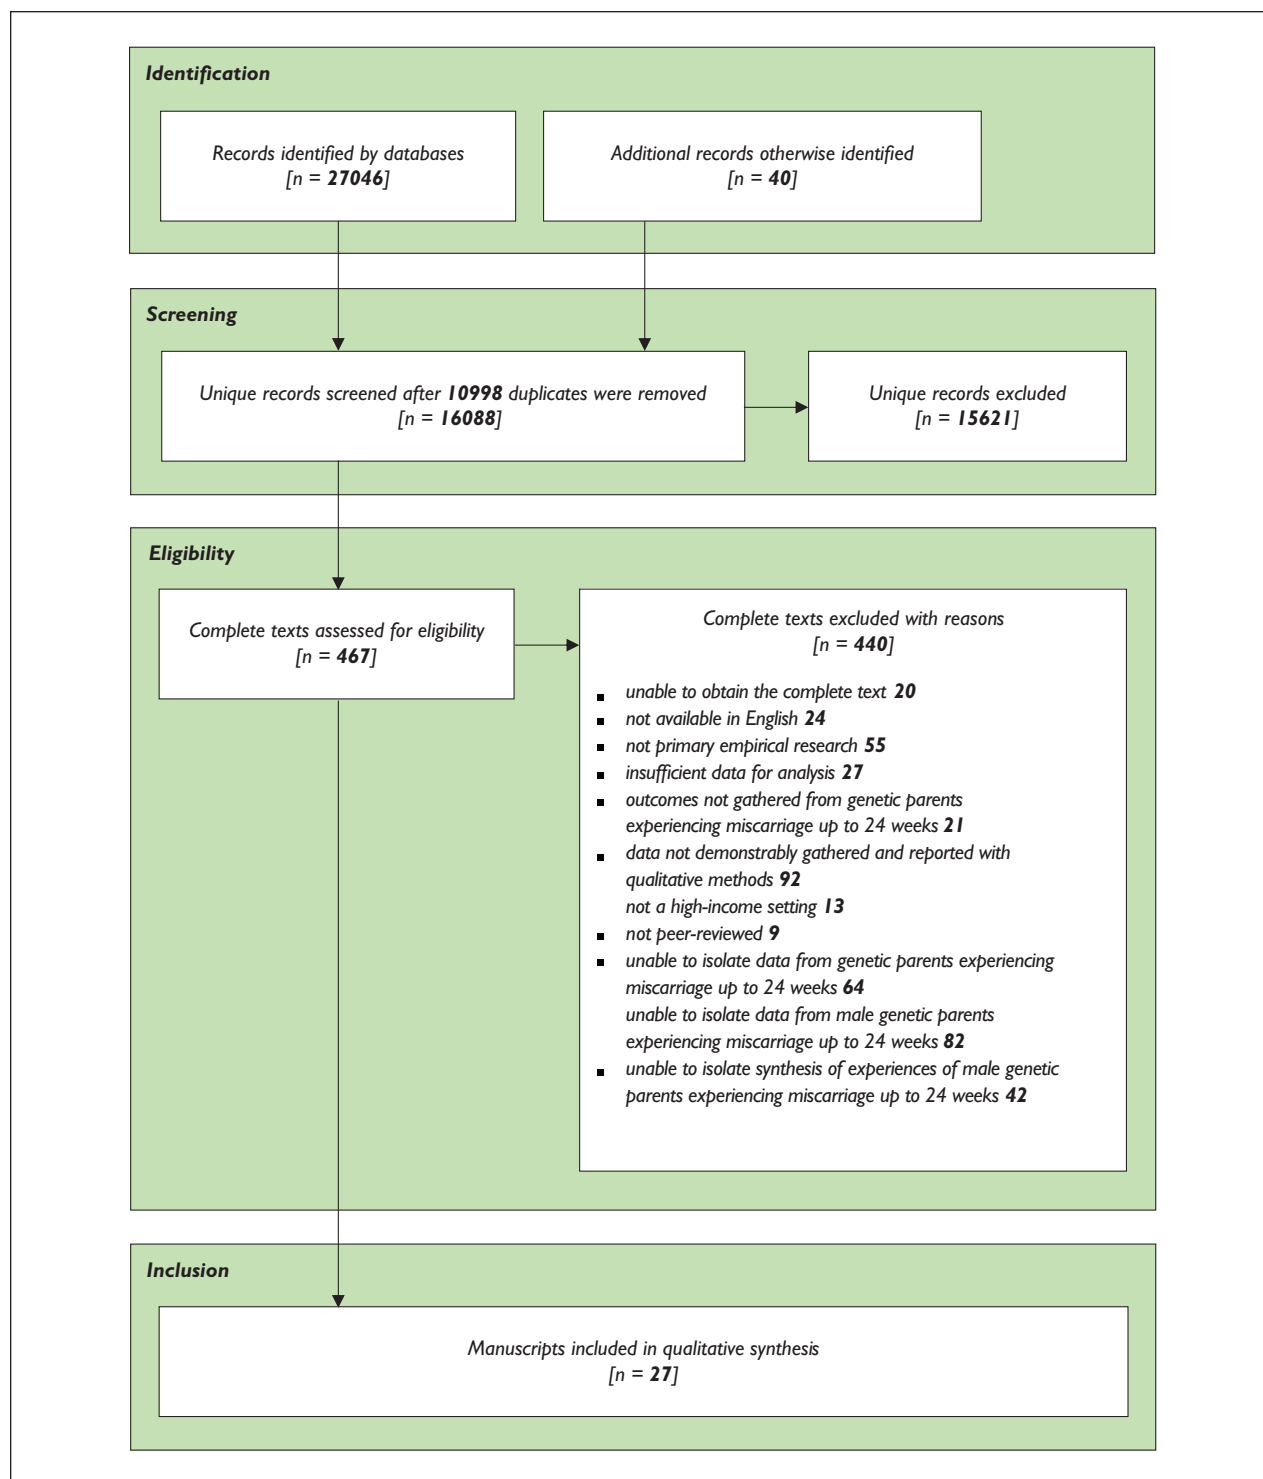 Identification
Records identified by databases
[n = 27046]
Additional records otherwise identified
[n = 40]
Screening
Unique records screened after 10998 duplicates were removed
[n = 16088]
Unique records excluded
[n = 15621]
Eligibility
Complete texts assessed for eligibility
[n = 467]
Complete texts excluded with reasons
[n = 440]
▪ unable to obtain the complete text 20
▪ not available in English 24
▪ not primary empirical research 55
▪ insufficient data for analysis 27
▪ outcomes not gathered from genetic parents
experiencing miscarriage up to 24 weeks 21
▪ data not demonstrably gathered and reported with
qualitative methods 92
not a high-income setting 13
▪ not peer-reviewed 9
▪ unable to isolate data from genetic parents experiencing
miscarriage up to 24 weeks 64
unable to isolate data from male genetic parents
experiencing miscarriage up to 24 weeks 82
▪ unable to isolate synthesis of experiences of male genetic
parents experiencing miscarriage up to 24 weeks 42
Inclusion
Manuscripts included in qualitative synthesis
[n = 27]